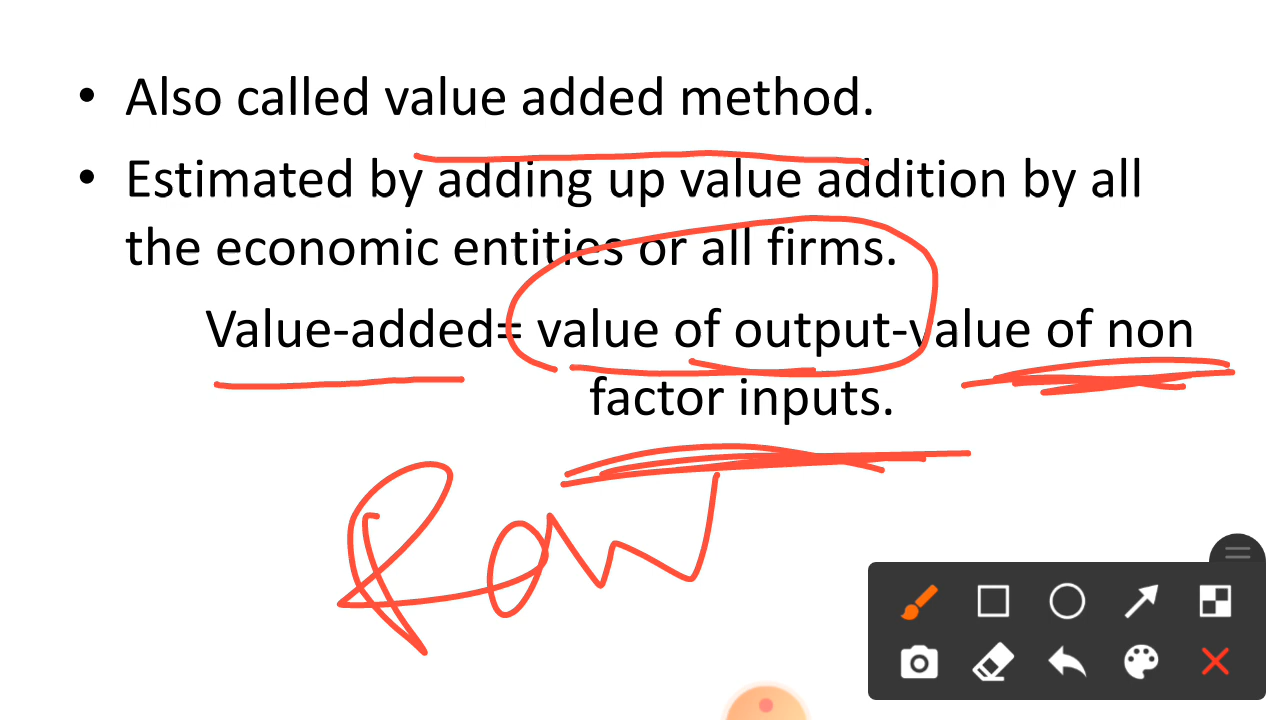 • Also called value added method.
• Estimated by adding up value addition by all
the economic entities or all firms.
Value-added= value of output-value of non
factor inputs.
Raw